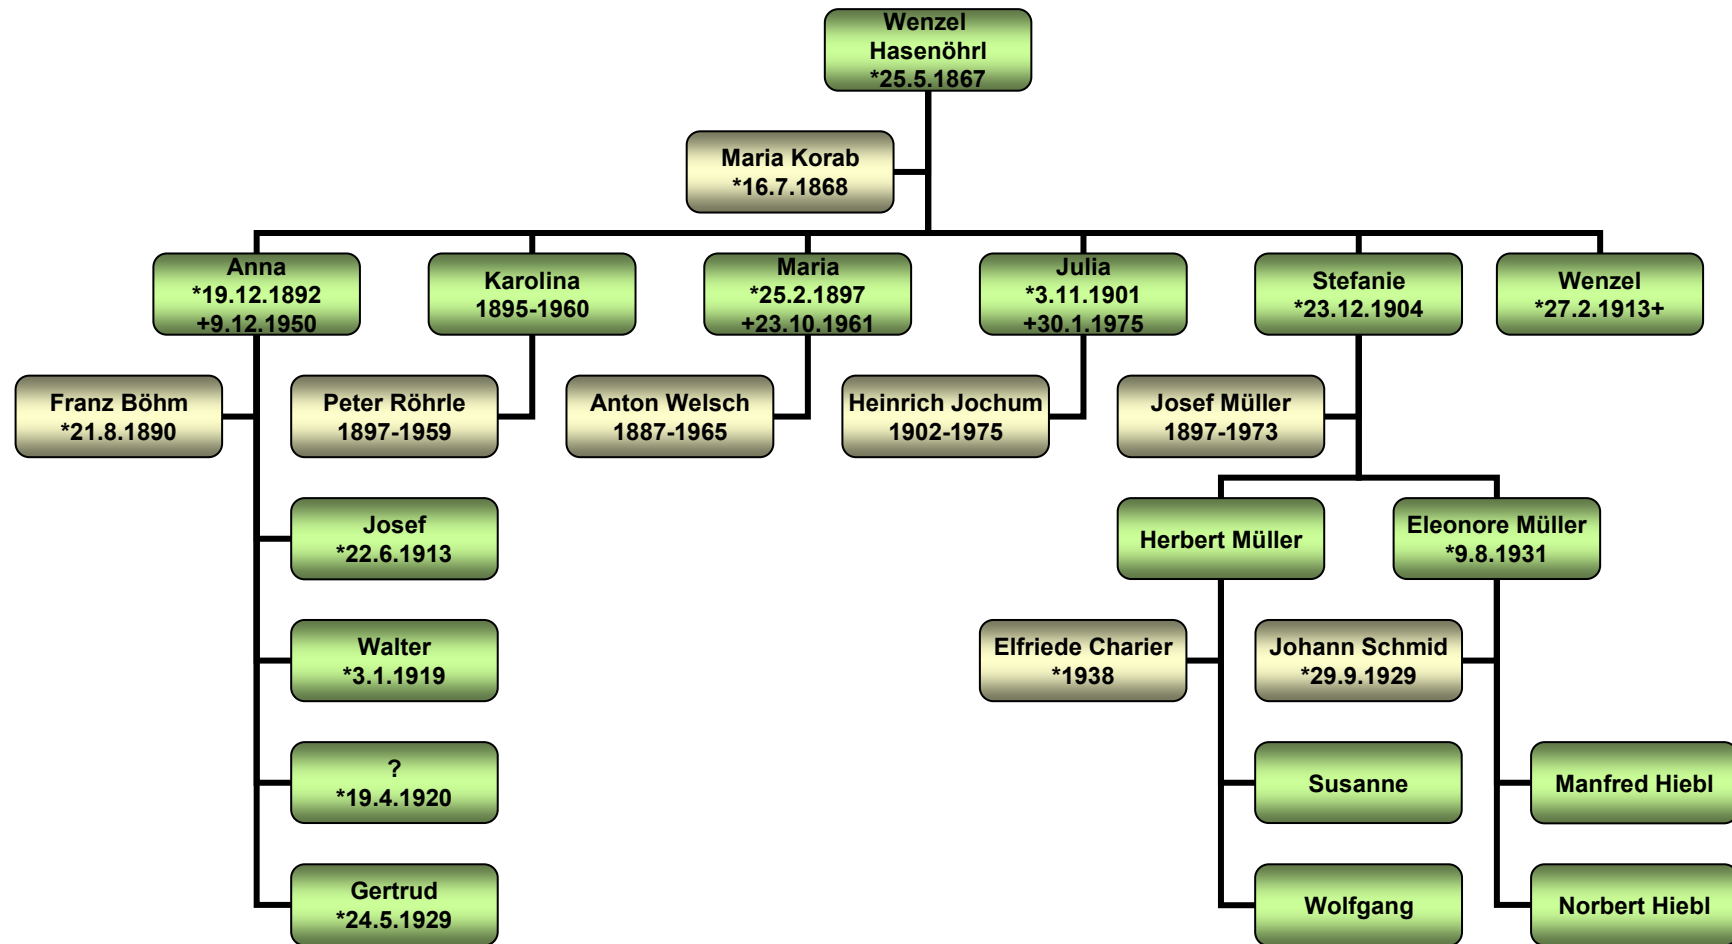 Wenzel
Hasenöhrl
*25.5.1867
Maria Korab
*16.7.1868
Anna
*19.12.1892
+9.12.1950
Karolina
1895-1960
Maria
*25.2.1897
+23.10.1961
Julia
*3.11.1901
+30.1.1975
Stefanie
*23.12.1904
Wenzel
*27.2.1913+
Franz Böhm
*21.8.1890
Peter Röhrle
1897-1959
Anton Welsch
1887-1965
Heinrich Jochum
1902-1975
Josef Müller
1897-1973
Josef
*22.6.1913
Herbert Müller
Eleonore Müller
*9.8.1931
Walter
*3.1.1919
Elfriede Charier
*1938
Johann Schmid
*29.9.1929
?
*19.4.1920
Susanne
Manfred Hiebl
Gertrud
*24.5.1929
Wolfgang
Norbert Hiebl